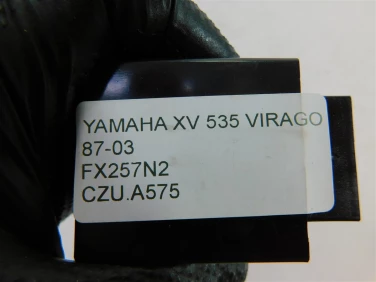 YAMAHA XV 535 VIRAGO
87-03
FX257N2
CZU.A575